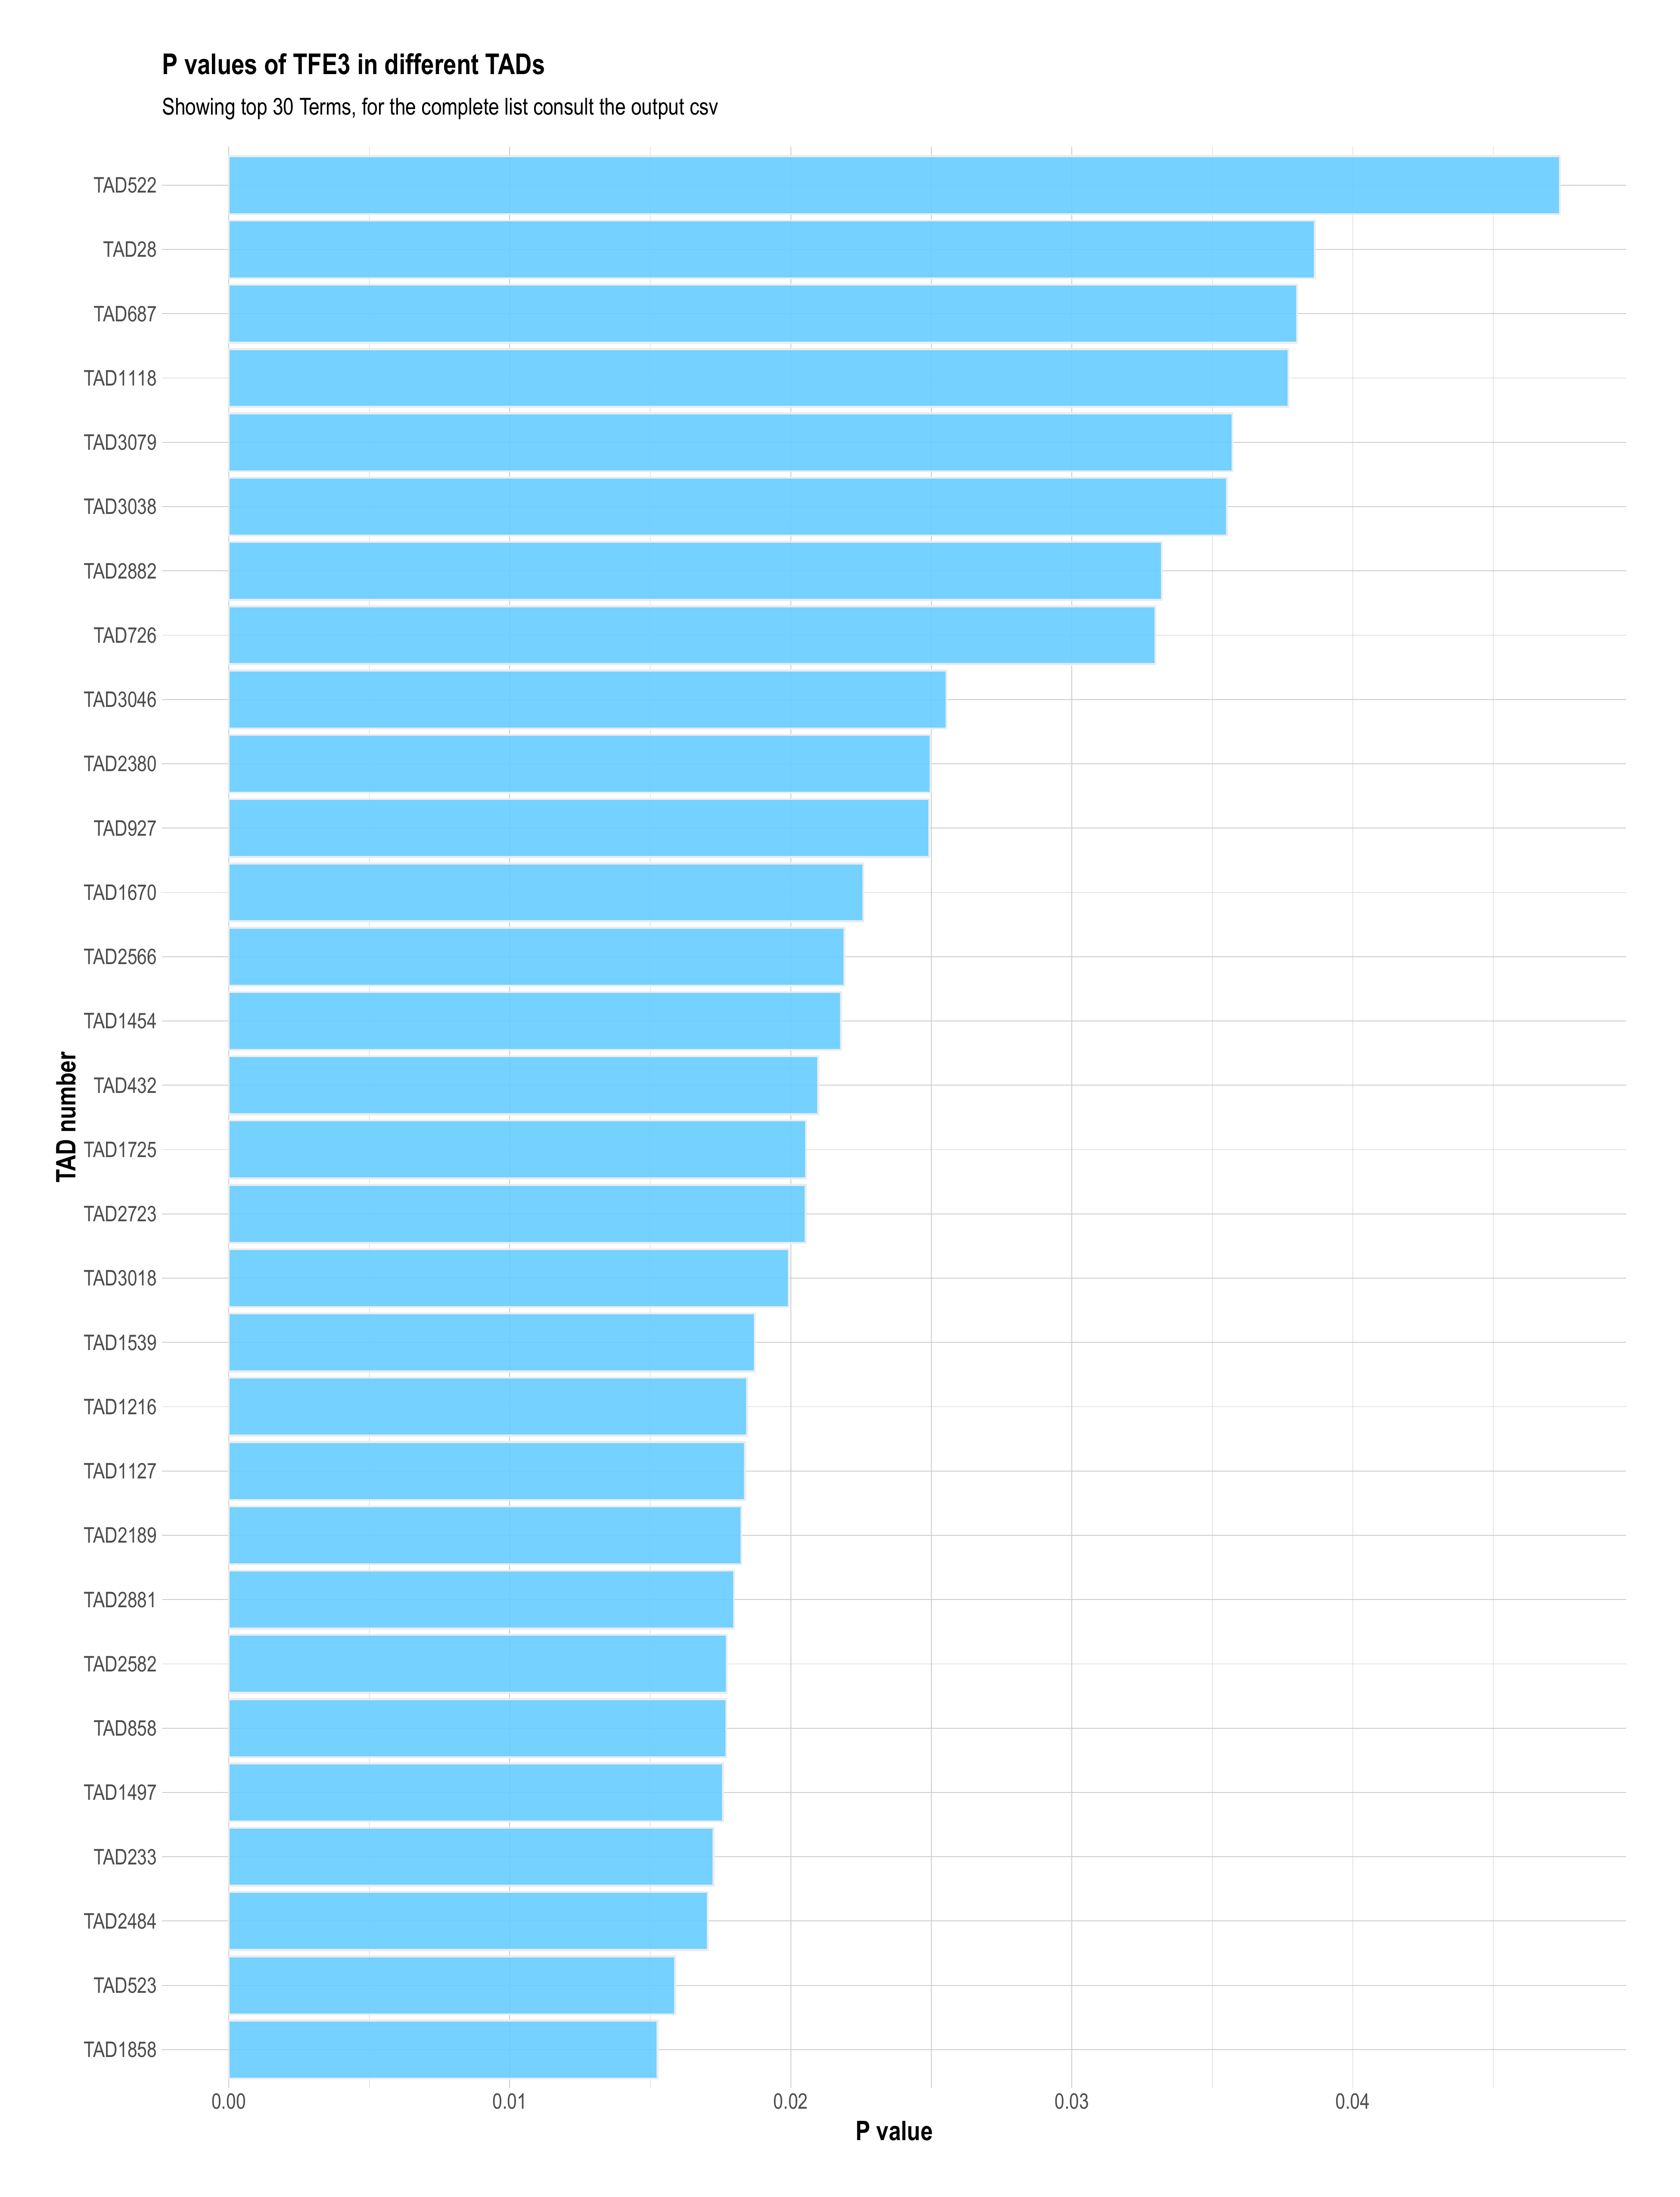 P values of TFE3 in different TADs
Showing top 30 Terms, for the complete list consult the output csv
TAD number
TAD522
TAD28
TAD687
TAD1118
TAD3079
TAD3038
TAD2882
TAD726
TAD3046
TAD2380
TAD927
TAD1670
TAD2566
TAD1454
TAD432
TAD1725
TAD2723
TAD3018
TAD1539
TAD1216
TAD1127
TAD2189
TAD2881
TAD2582
TAD858
TAD1497
TAD233
TAD2484
TAD523
TAD1858
0.00 0.01 0.02 0.03 0.04
P value